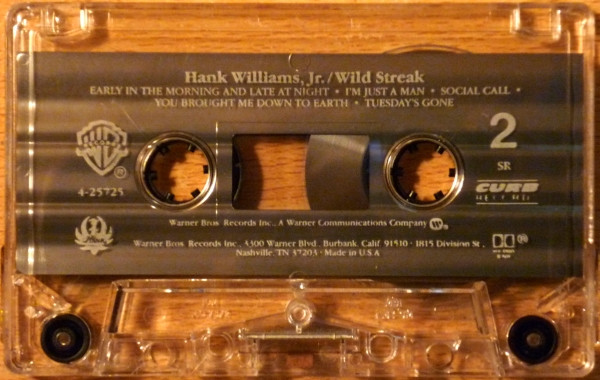 Hank Williams, Jr. / Wild Streak
EARLY IN THE MORNING AND LATE AT NIGHT • I'M JUST A MAN • SOCIAL CALL •
YOU BROUGHT ME DOWN TO EARTH • TUESDAY'S GONE
2
SR
4-25725
CURB
RECORDS
Warner Bros. Records Inc., A Warner Communications Company
Warner Bros. Records Inc., 3300 Warner Blvd., Burbank, Calif. 91510 • 1815 Division St.,
Nashville, TN 37203 • Made in U.S.A.